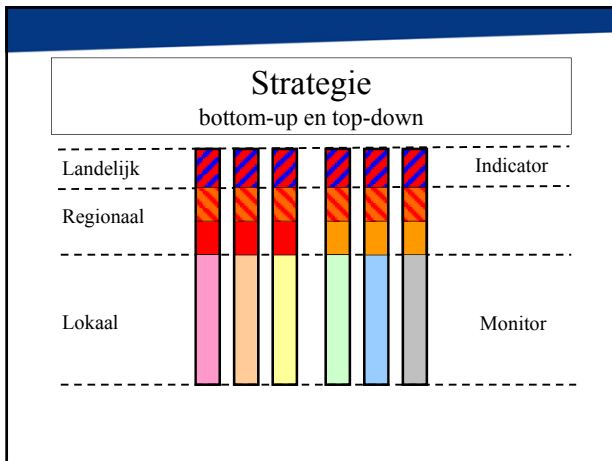 Strategie
bottom-up en top-down
Landelijk
Indicator
Regionaal
Lokaal
Monitor